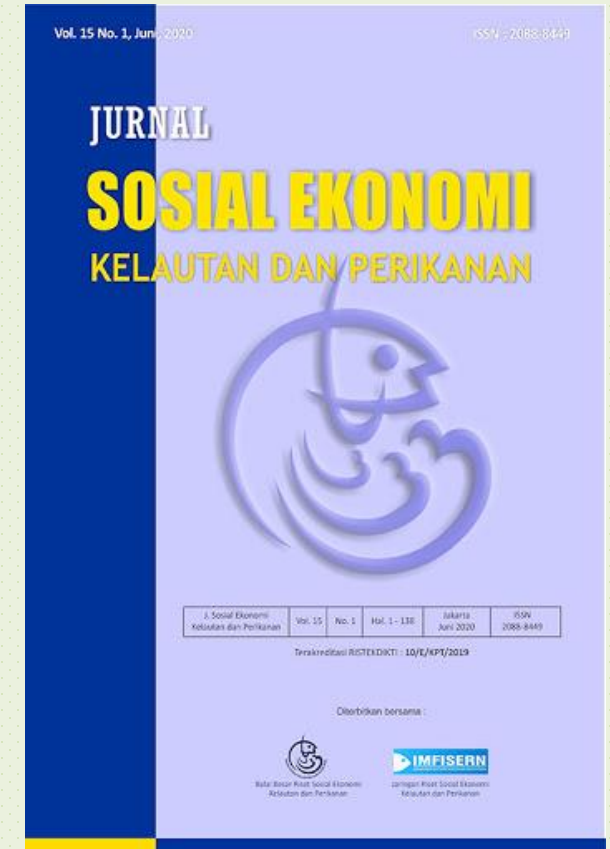 Vol. 15 No. 1, Juni, 2020
ISSN : 2088-8449
JURNAL
SOSIAL EKONOMI
KELAUTAN DAN PERIKANAN
J. Sosial Ekonomi
Kelautan dan Perikanan
Vol. 15
No. 1
Hal. 1 - 138
Jakarta
Juni 2020
ISSN
2088-8449
Terakreditasi RISTEKDIKTI : 10/E/KPT/2019
Diterbitkan bersama :
IMFISERN
Balai Besar Riset Sosial Ekonomi
Kelautan dan Perikanan
Jaringan Riset Sosial Ekonomi
Kelautan dan Perikanan